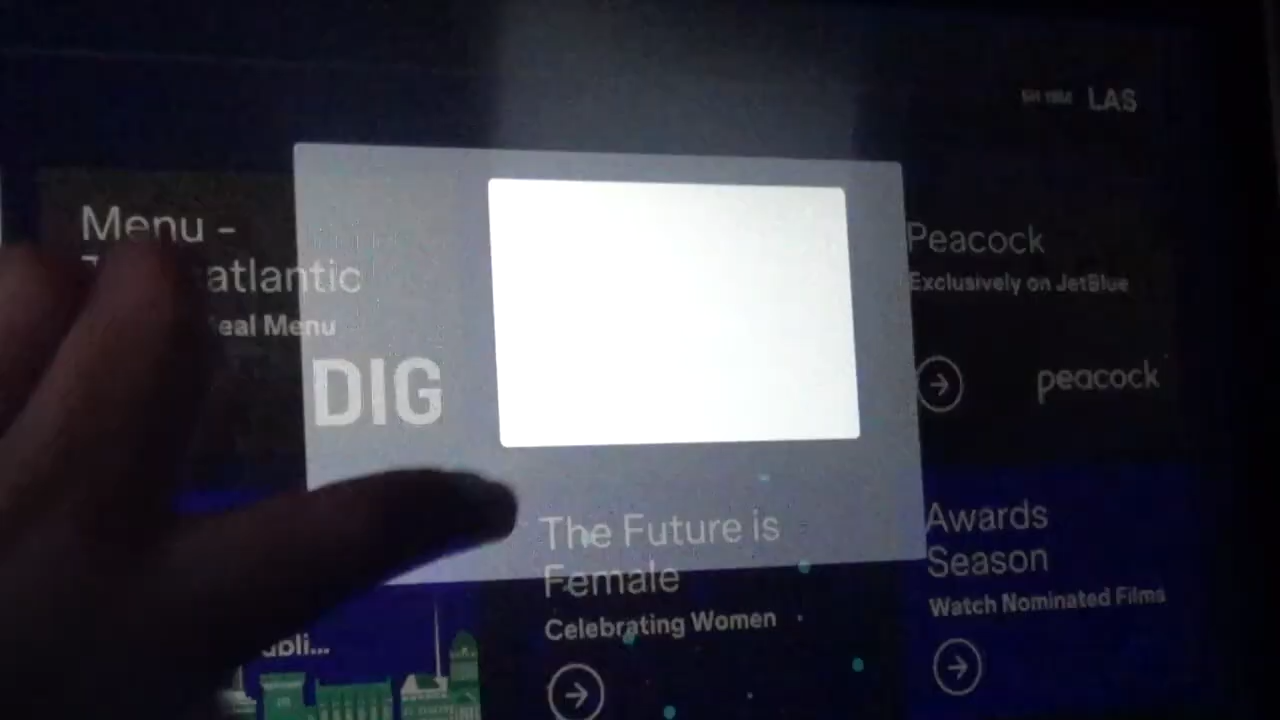 LAS
Menu -
atlantic
eal Menu
DIG
Peacock
Exclusively on JetBlue
peacock
The Future is
Female
Celebrating Women
Awards
Season
Watch Nominated Films
ubli...